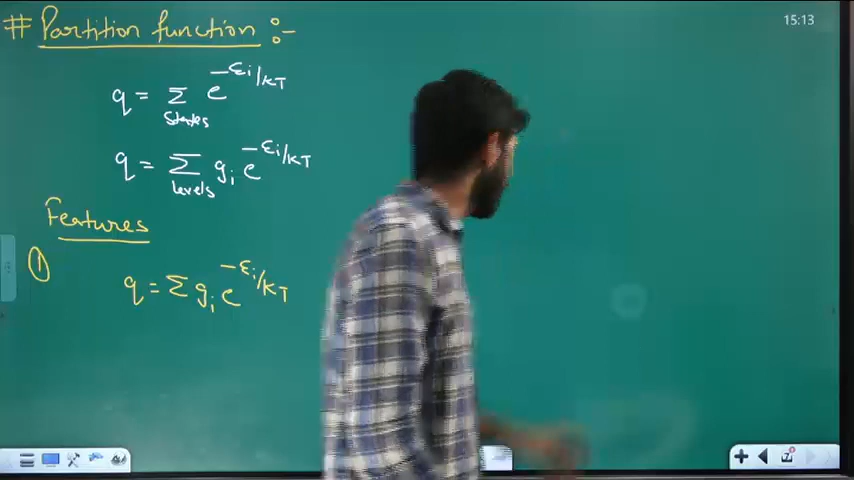 # Partition function :-
15:13
q = Σ e^-εi/kT
States
q = Σ gi e^-εi/kT
levels
Features
① q = Σ gi e^-εi/kT